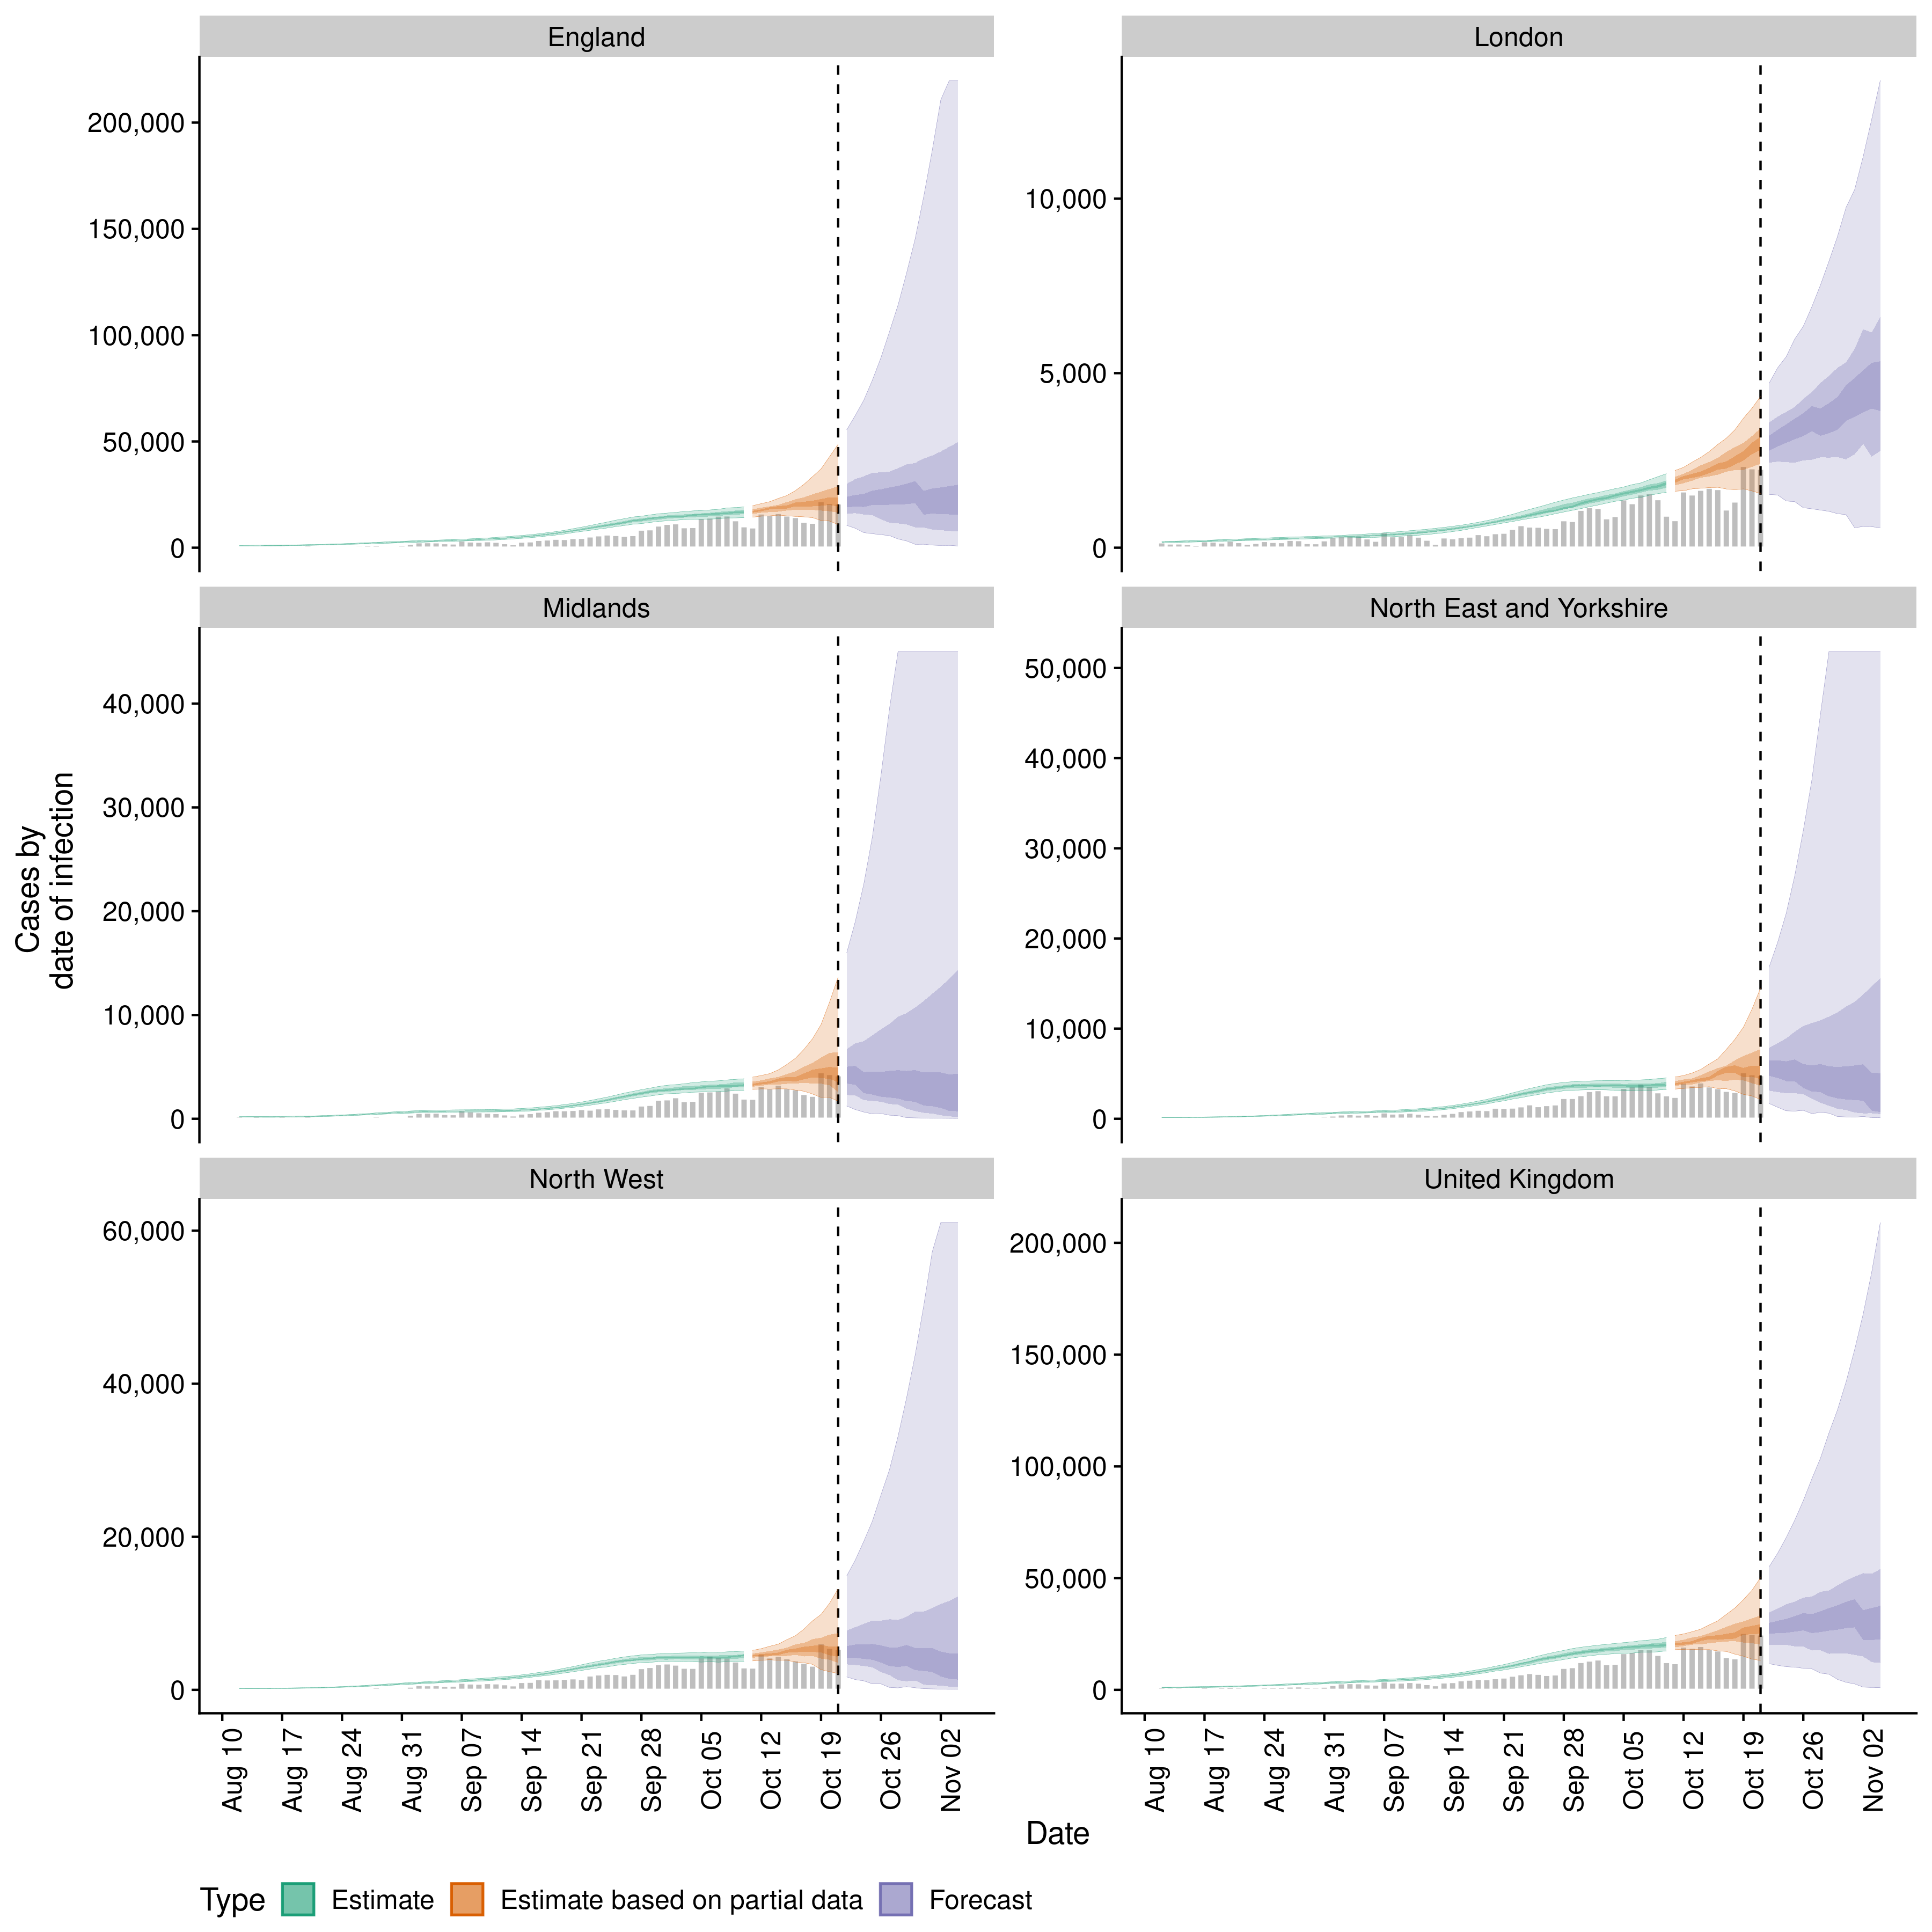 England
London
200,000
150,000
100,000
50,000
0
10,000
5,000
0
Midlands
North East and Yorkshire
40,000
30,000
20,000
10,000
0
50,000
40,000
30,000
20,000
10,000
0
Cases by
date of infection
North West
United Kingdom
60,000
40,000
20,000
0
200,000
150,000
100,000
50,000
0
Aug 10
Aug 17
Aug 24
Aug 31
Sep 07
Sep 14
Sep 21
Sep 28
Oct 05
Oct 12
Oct 19
Oct 26
Nov 02
Aug 10
Aug 17
Aug 24
Aug 31
Sep 07
Sep 14
Sep 21
Sep 28
Oct 05
Oct 12
Oct 19
Oct 26
Nov 02
Date
Type Estimate Estimate based on partial data Forecast